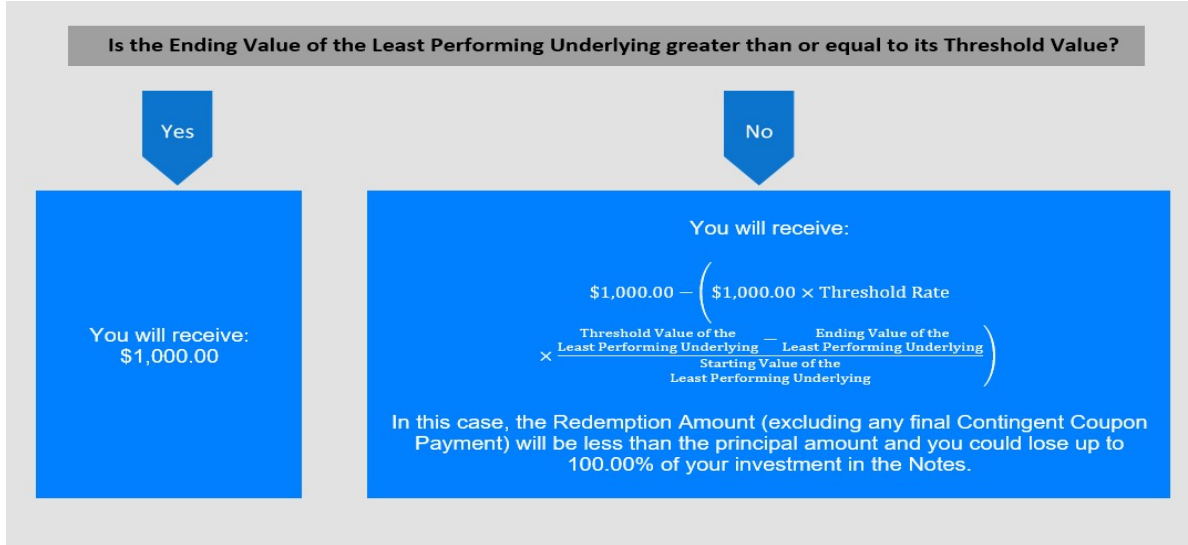 Is the Ending Value of the Least Performing Underlying greater than or equal to its Threshold Value?
Yes
No
You will receive:
$1,000.00
You will receive:
$1,000.00 − ($1,000.00 × Threshold Rate
× Threshold Value of the Least Performing Underlying − Ending Value of the Least Performing Underlying
Starting Value of the
Least Performing Underlying )
In this case, the Redemption Amount (excluding any final Contingent Coupon
Payment) will be less than the principal amount and you could lose up to
100.00% of your investment in the Notes.